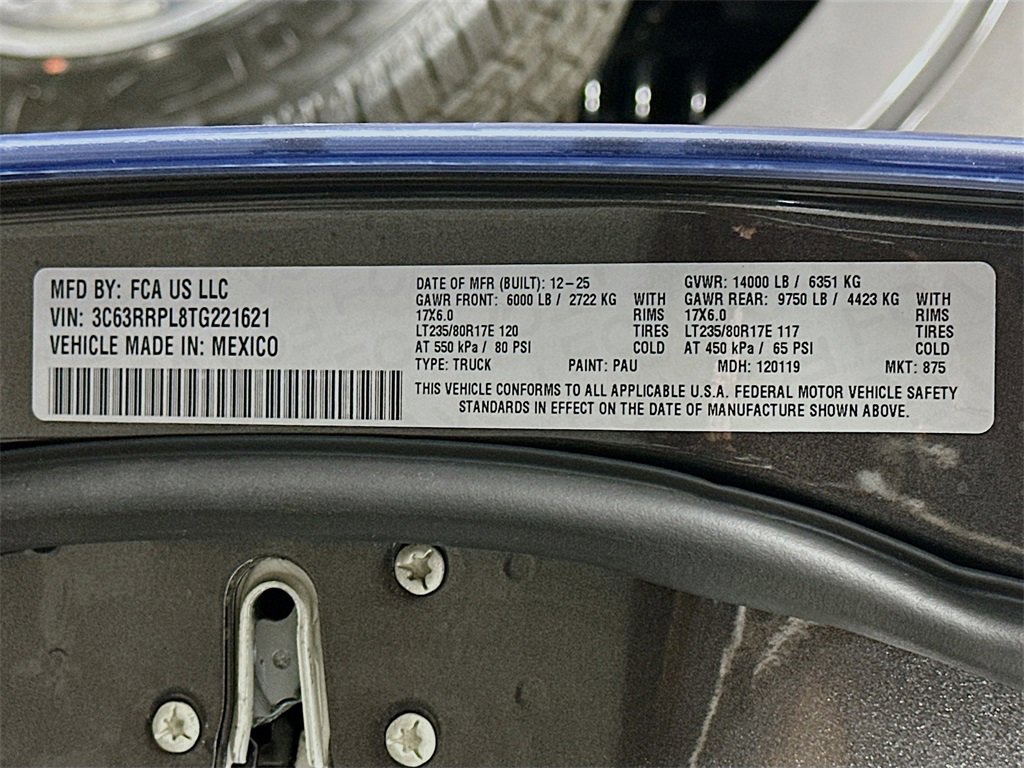 MFD BY: FCA US LLC
VIN: 3C63RRPL8TG221621
VEHICLE MADE IN: MEXICO
DATE OF MFR (BUILT): 12-25
GAWR FRONT: 6000 LB / 2722 KG WITH
17X6.0 RIMS
LT235/80R17E 120 TIRES
AT 550 kPa / 80 PSI COLD
TYPE: TRUCK PAINT: PAU
GVWR: 14000 LB / 6351 KG
GAWR REAR: 9750 LB / 4423 KG WITH
17X6.0 RIMS
LT235/80R17E 117 TIRES
AT 450 kPa / 65 PSI COLD
MDH: 120119 MKT: 875
THIS VEHICLE CONFORMS TO ALL APPLICABLE U.S.A. FEDERAL MOTOR VEHICLE SAFETY
STANDARDS IN EFFECT ON THE DATE OF MANUFACTURE SHOWN ABOVE.